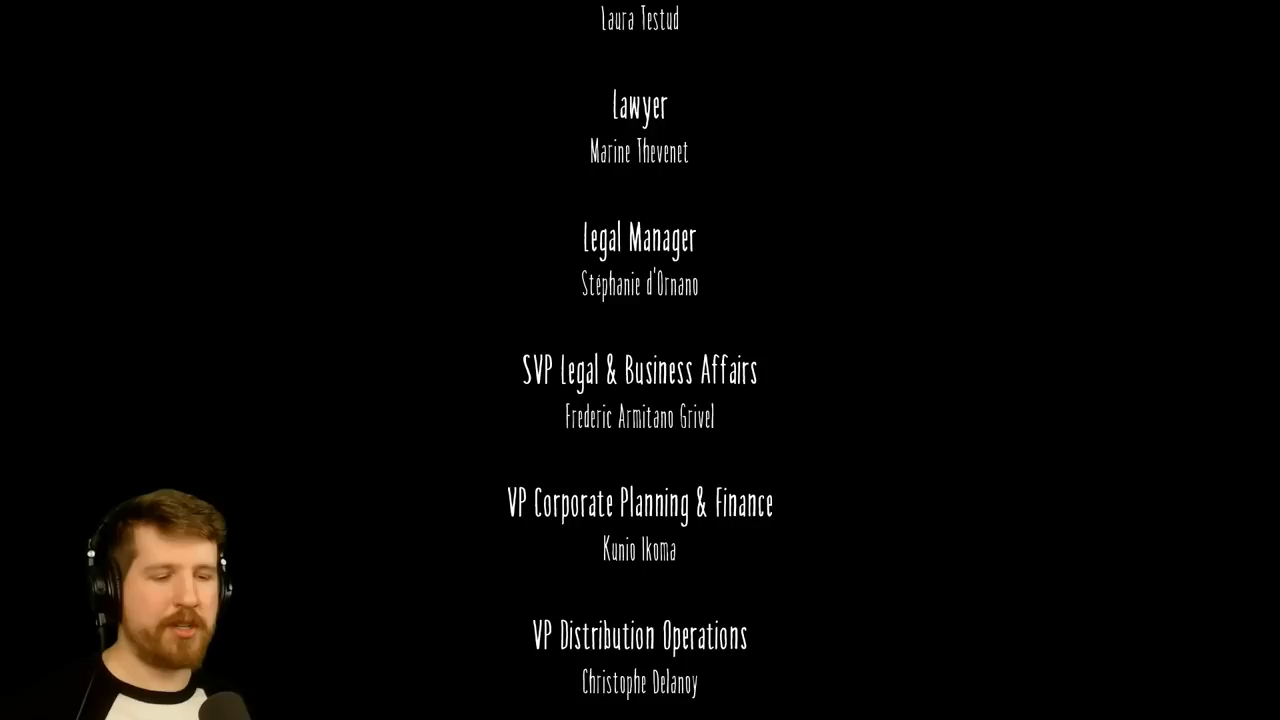 Laura Testud
Lawyer
Marine Thevenet
Legal Manager
Stéphanie d'Ornano
SVP Legal & Business Affairs
Frederic Armitano Grivel
VP Corporate Planning & Finance
Kunio Ikoma
VP Distribution Operations
Christophe Delanoy